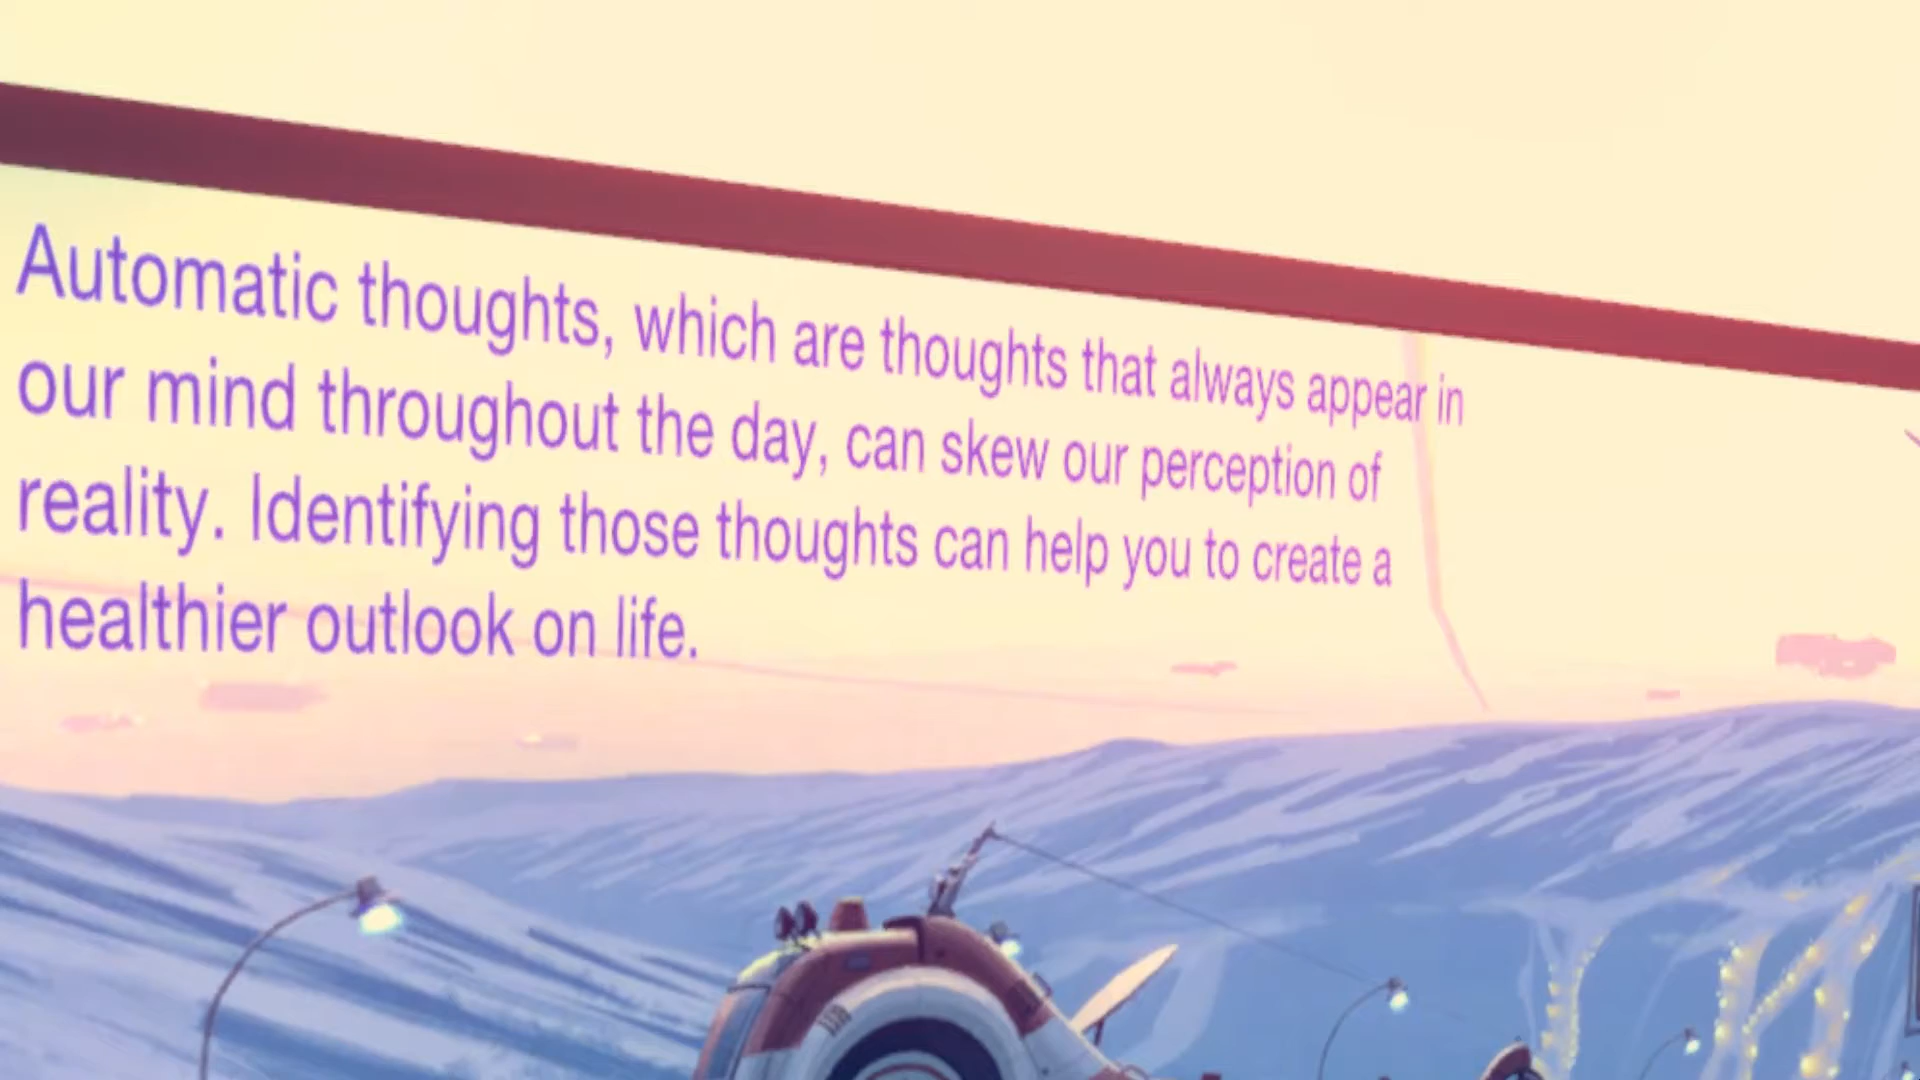 Automatic thoughts, which are thoughts that always appear in
our mind throughout the day, can skew our perception of
reality. Identifying those thoughts can help you to create a
healthier outlook on life.